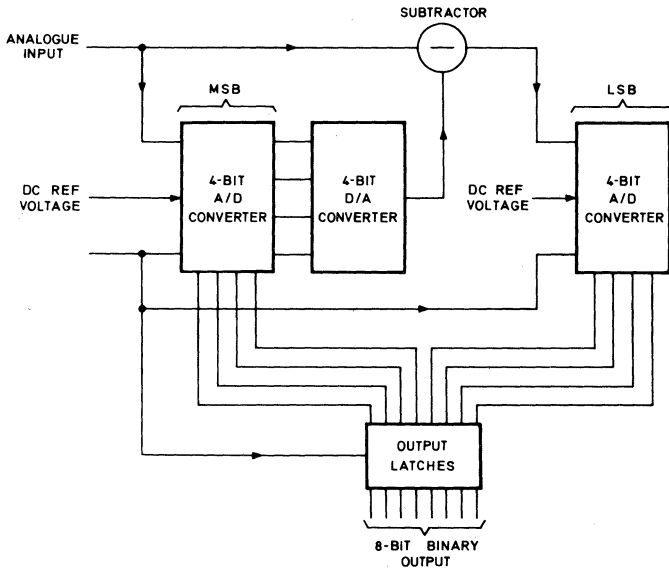 SUBTRACTOR
ANALOGUE
INPUT
MSB
LSB
4-BIT
A/D
CONVERTER
4-BIT
D/A
CONVERTER
4-BIT
A/D
CONVERTER
DC REF
VOLTAGE
DC REF
VOLTAGE
OUTPUT
LATCHES
8-BIT BINARY
OUTPUT